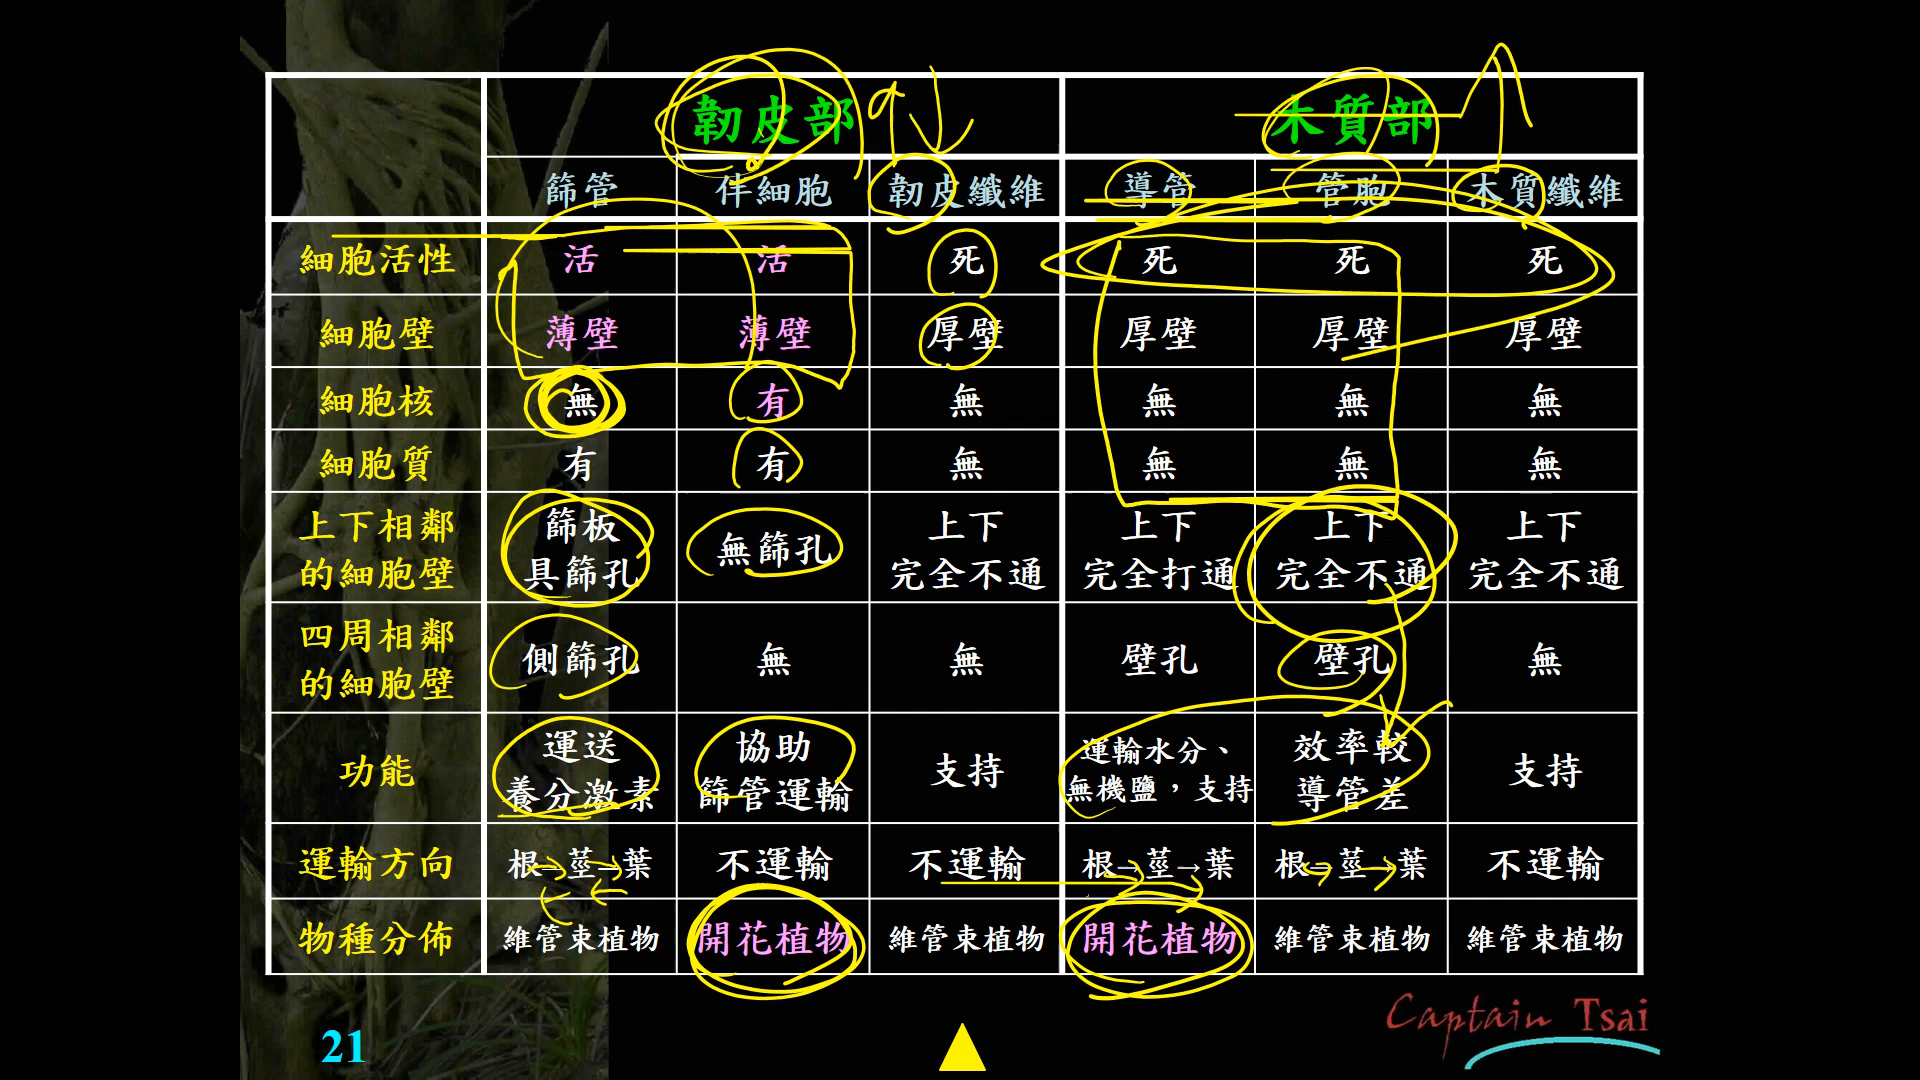 韌皮部 木質部
篩管 伴細胞 韌皮纖維 導管 管胞 木質纖維
細胞活性 活 活 死 死 死 死
細胞壁 薄壁 薄壁 厚壁 厚壁 厚壁 厚壁
細胞核 無 有 無 無 無 無
細胞質 有 有 無 無 無 無
上下相鄰 篩板 無篩孔 上下 上下 上下 上下
的細胞壁 具篩孔 完全不通 完全打通 完全不通 完全不通
四周相鄰 側篩孔 無 無 壁孔 壁孔 無
的細胞壁
功能 運送 協助 支持 運輸水分、 效率較 支持
養分激素 篩管運輸 無機鹽，支持 導管差
運輸方向 根→莖→葉 不運輸 不運輸 根→莖→葉 根→莖→葉 不運輸
物種分佈 維管束植物 開花植物 維管束植物 開花植物 維管束植物 維管束植物
21
Captain Tsai